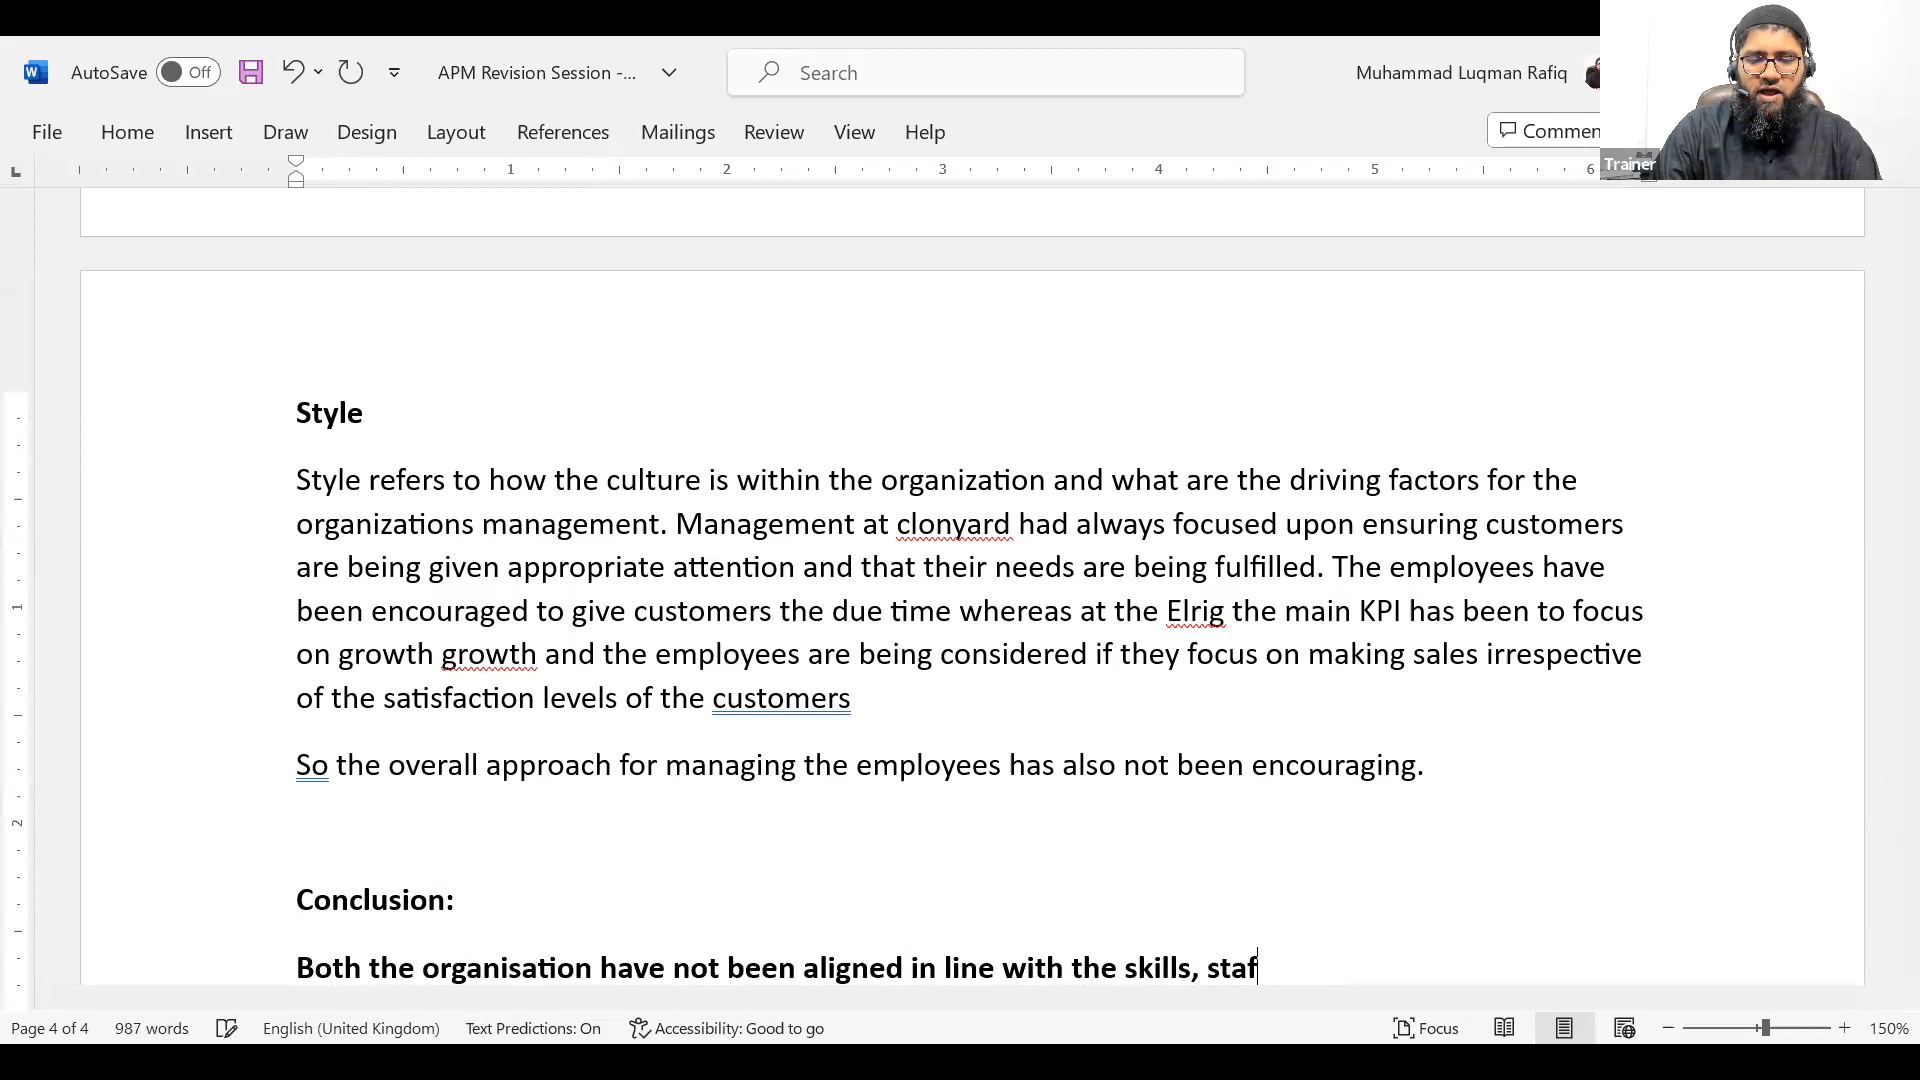 AutoSave Off APM Revision Session -... Search Muhammad Luqman Rafiq
File Home Insert Draw Design Layout References Mailings Review View Help Commen
Trainer
1 2 3 4 5 6
Style
Style refers to how the culture is within the organization and what are the driving factors for the
organizations management. Management at clonyard had always focused upon ensuring customers
are being given appropriate attention and that their needs are being fulfilled. The employees have
been encouraged to give customers the due time whereas at the Elrig the main KPI has been to focus
on growth growth and the employees are being considered if they focus on making sales irrespective
of the satisfaction levels of the customers
So the overall approach for managing the employees has also not been encouraging.
Conclusion:
Both the organisation have not been aligned in line with the skills, staf
1
2
Page 4 of 4 987 words English (United Kingdom) Text Predictions: On Accessibility: Good to go Focus 150%